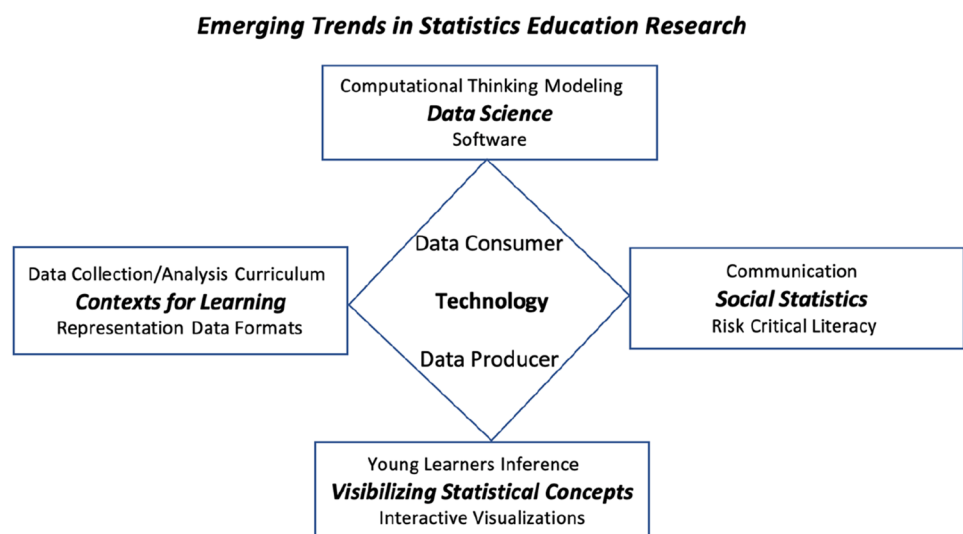 Emerging Trends in Statistics Education Research
Computational Thinking Modeling
Data Science
Software
Data Consumer
Data Collection/Analysis Curriculum
Contexts for Learning
Representation Data Formats
Technology
Communication
Social Statistics
Risk Critical Literacy
Data Producer
Young Learners Inference
Visibilizing Statistical Concepts
Interactive Visualizations